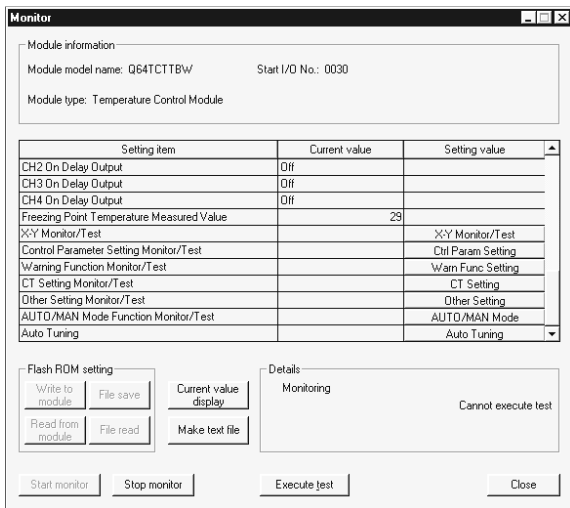 Monitor
Module information
Module model name: Q64TCTTBW Start I/O No.: 0030
Module type: Temperature Control Module
Setting item Current value Setting value
CH2 On Delay Output Off
CH3 On Delay Output Off
CH4 On Delay Output Off
Freezing Point Temperature Measured Value 29
X-Y Monitor/Test X-Y Monitor/Test
Control Parameter Setting Monitor/Test Ctrl Param Setting
Warning Function Monitor/Test Warn Func Setting
CT Setting Monitor/Test CT Setting
Other Setting Monitor/Test Other Setting
AUTO/MAN Mode Function Monitor/Test AUTO/MAN Mode
Auto Tuning Auto Tuning
Flash ROM setting
Write to
module
File save
Read from
module
File read
Current value
display
Make text file
Details
Monitoring
Cannot execute test
Start monitor Stop monitor Execute test Close